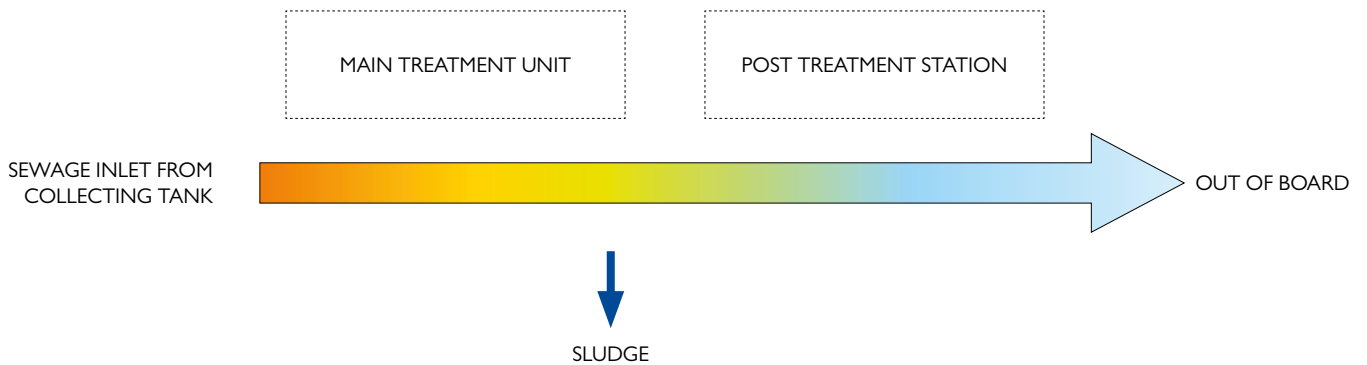 MAIN TREATMENT UNIT
POST TREATMENT STATION
SEWAGE INLET FROM
COLLECTING TANK
OUT OF BOARD
SLUDGE